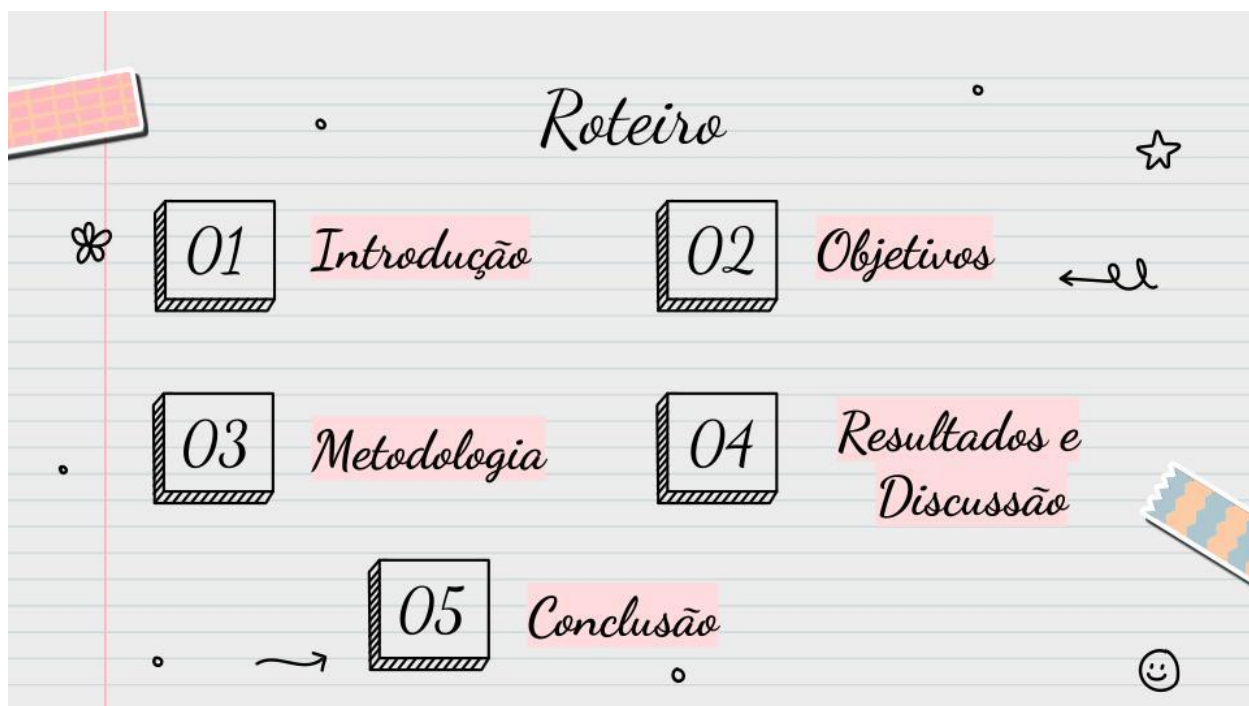 Roteiro
01
Introdução
02
Objetivos
03
Metodologia
04
Resultados e
Discussão
05
Conclusão